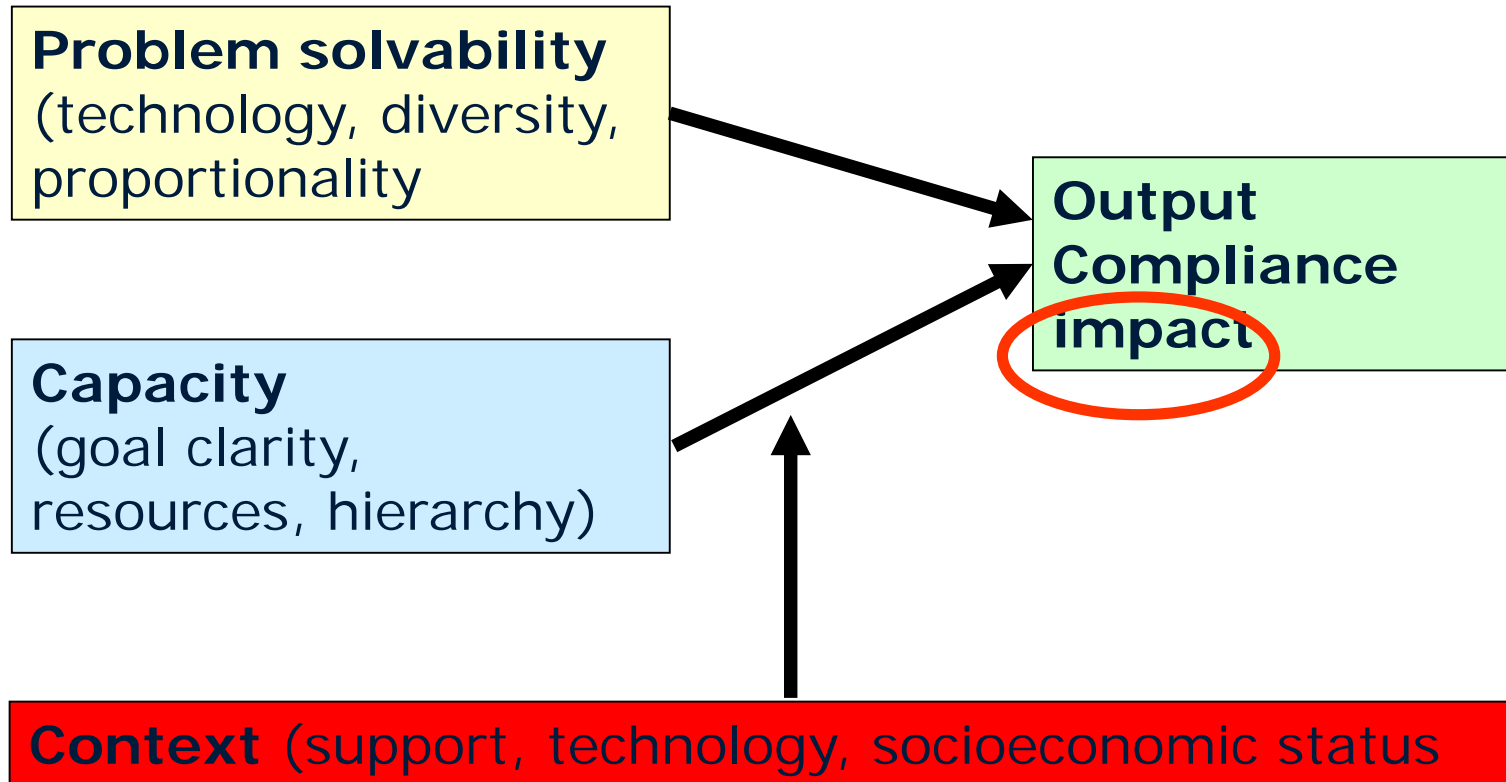 Problem solvability
(technology, diversity,
proportionality
Output
Compliance
impact
Capacity
(goal clarity,
resources, hierarchy)
Context (support, technology, socioeconomic status